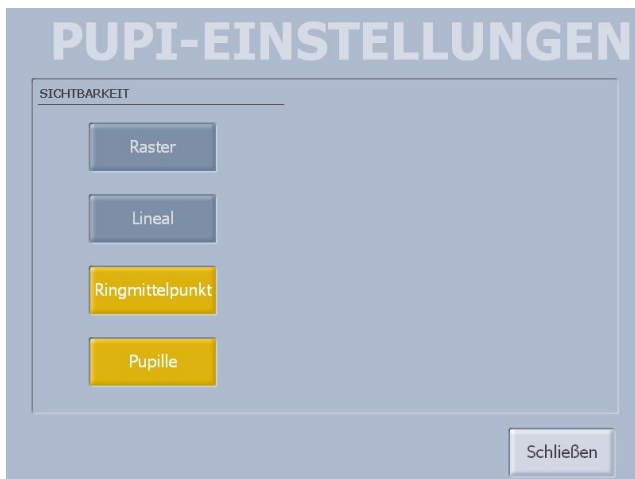 PUPI-EINSTELLUNGEN
SICHTBARKEIT
Raster
Lineal
Ringmittelpunkt
Pupille
Schließen